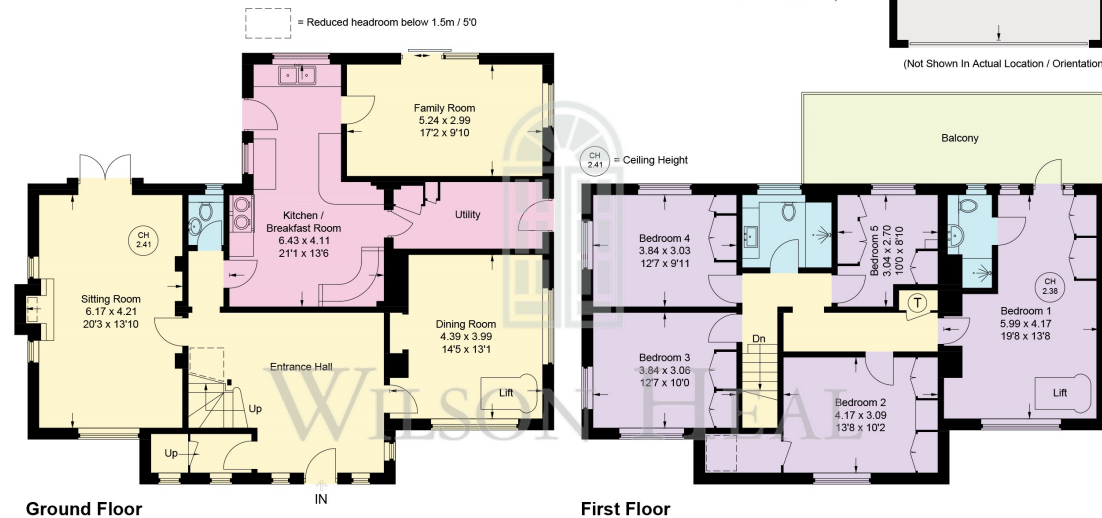 = Reduced headroom below 1.5m / 5'0
(Not Shown In Actual Location / Orientation
Family Room
5.24 x 2.99
17'2 x 9'10
Balcony
CH
2.41
= Ceiling Height
CH
2.41
Kitchen /
Breakfast Room
6.43 x 4.11
21'1 x 13'6
Utility
Sitting Room
6.17 x 4.21
20'3 x 13'10
Dining Room
4.39 x 3.99
14'5 x 13'1
Entrance Hall
Lift
Up
Up
IN
Ground Floor
Bedroom 4
3.84 x 3.03
12'7 x 9'11
Bedroom 5
3.04 x 2.70
10'0 x 8'10
CH
2.38
T
Bedroom 1
5.99 x 4.17
19'8 x 13'8
Dn
Bedroom 3
3.84 x 3.06
12'7 x 10'0
Bedroom 2
4.17 x 3.09
13'8 x 10'2
Lift
First Floor
WILSON HEAL